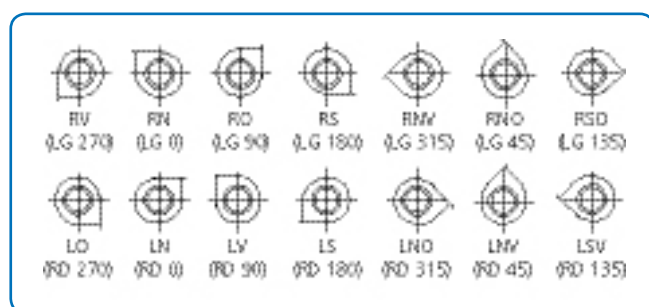 RV RN RO RS RNV RNO RSO
(LG 270) (LG 0) (LG 90) (LG 180) (LG 315) (LG 45) (LG 135)
LO LN LV LS LNO LNV LSV
(RD 270) (RD 0) (RD 90) (RD 180) (RD 315) (RD 45) (RD 135)